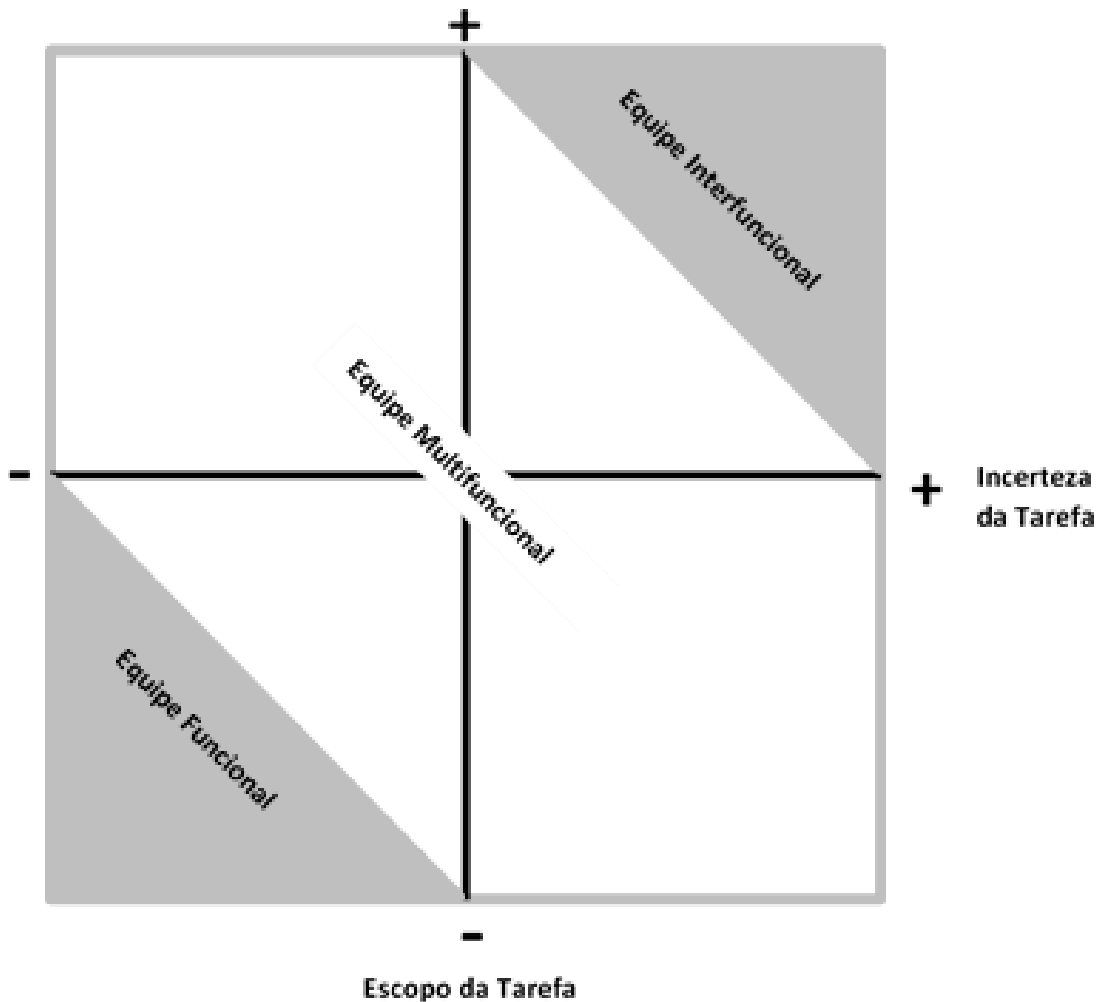 +
Equipe Interfuncional
Equipe Multifuncional
-
+
Incerteza
da Tarefa
Equipe Funcional
-
Escopo da Tarefa